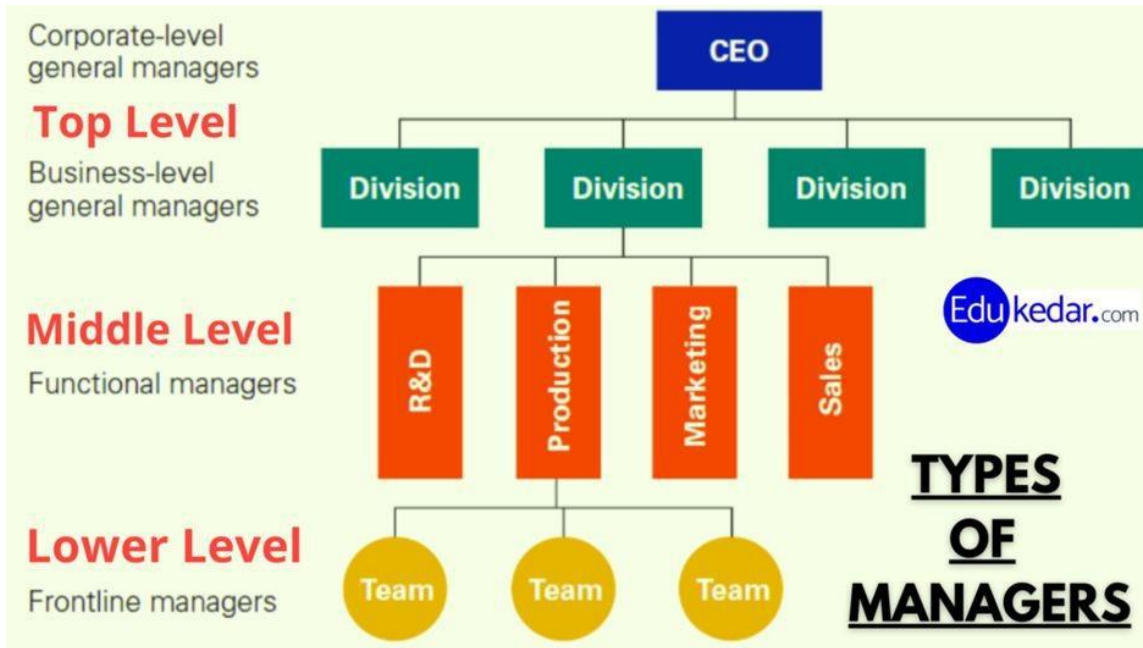 Corporate-level
general managers
CEO
Top Level
Business-level
general managers
Division
Division
Division
Division
Middle Level
Functional managers
R&D
Production
Marketing
Sales
Edukedar.com
Lower Level
Frontline managers
Team
Team
Team
TYPES
OF
MANAGERS